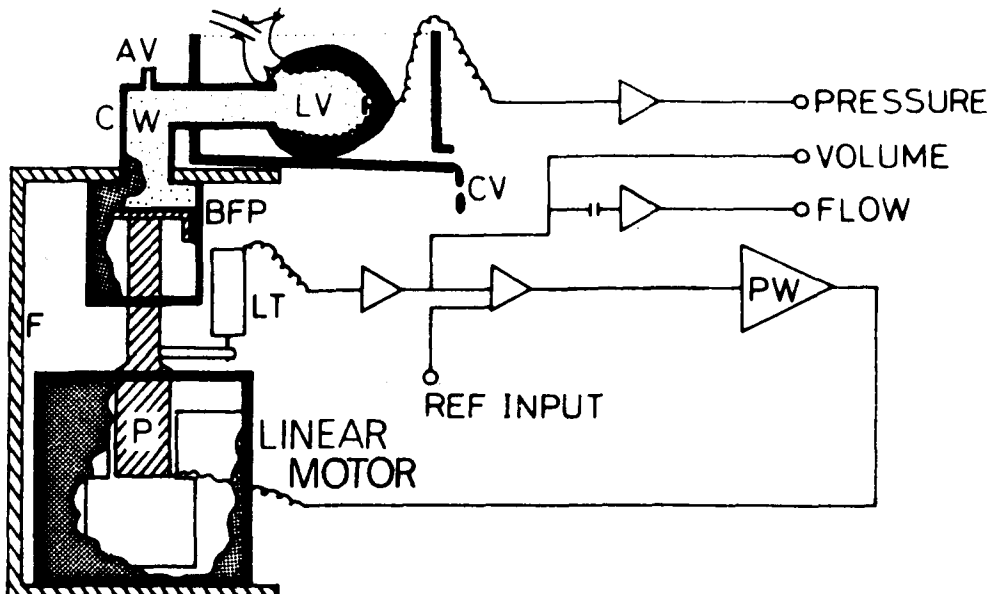 AV
C
W
LV
PRESSURE
VOLUME
CV
BFP
FLOW
LT
PW
F
REF INPUT
P
LINEAR
MOTOR